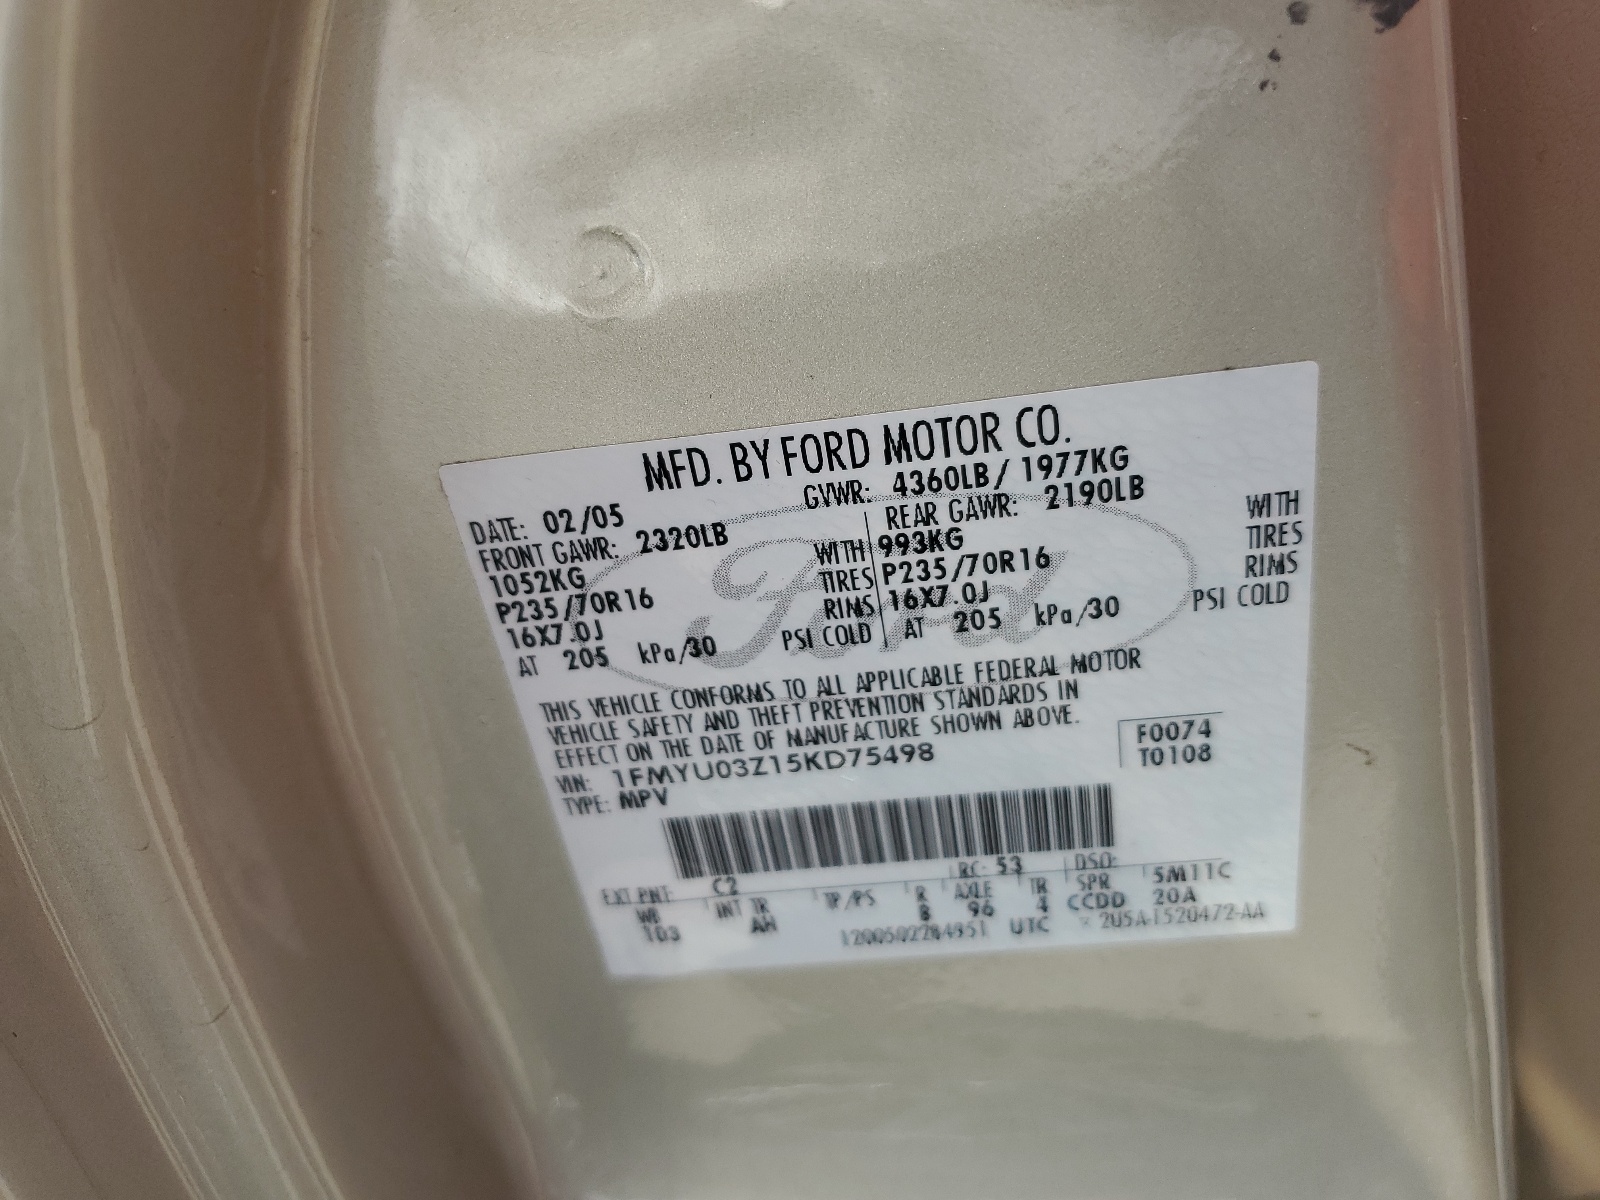 MFD. BY FORD MOTOR CO.
DATE: 02/05 GVWR: 4360LB/ 1977KG
FRONT GAWR: 2320LB REAR GAWR: 2190LB
1052KG WITH 993KG WITH
P235/70R16 TIRES P235/70R16 TIRES
16X7.0J RIMS 16X7.0J RIMS
AT 205 kPa/30 PSI COLD AT 205 kPa/30 PSI COLD
Ford
THIS VEHICLE CONFORMS TO ALL APPLICABLE FEDERAL MOTOR
VEHICLE SAFETY AND THEFT PREVENTION STANDARDS IN
EFFECT ON THE DATE OF MANUFACTURE SHOWN ABOVE.
VIN: 1FMYU03Z15KD75498 F0074
TYPE: MPV T0108
EXT PNT: C2 RC: 53 DSO:
WB INT TR TP/PS R AXLE TR SPR 5M11C
103 AH B 96 4 CCDD 20A
UTC